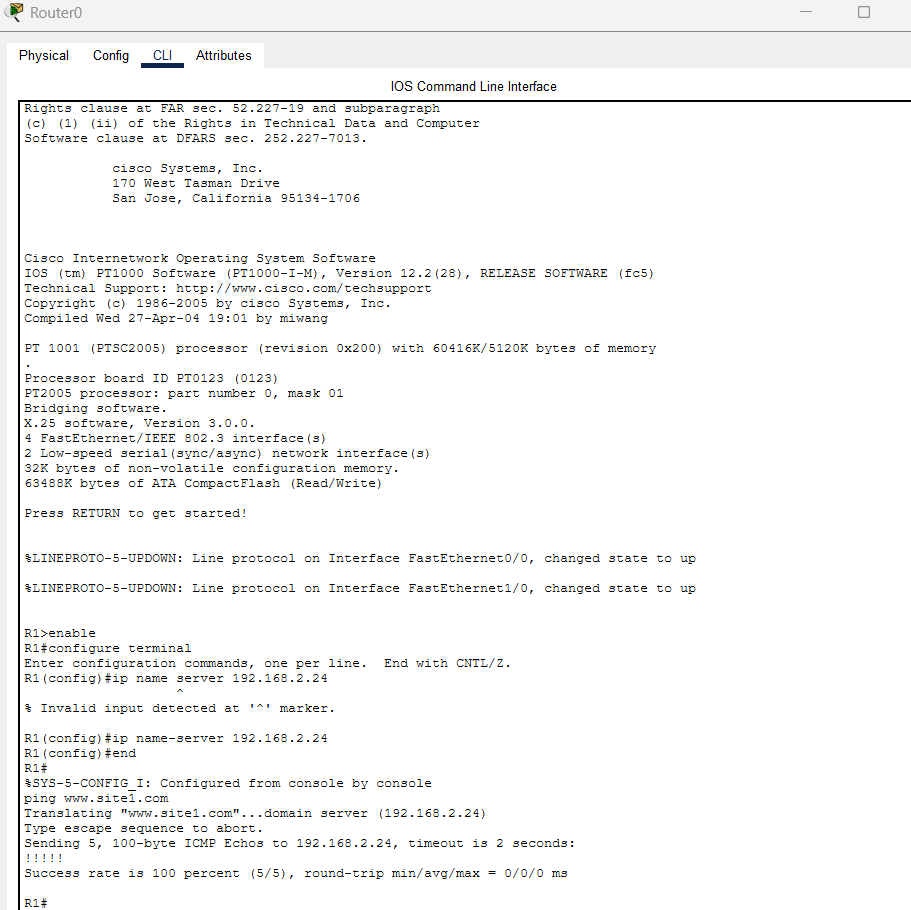 Router0
Physical Config CLI Attributes
IOS Command Line Interface
Rights clause at FAR sec. 52.227-19 and subparagraph
(c) (1) (ii) of the Rights in Technical Data and Computer
Software clause at DFARS sec. 252.227-7013.
cisco Systems, Inc.
170 West Tasman Drive
San Jose, California 95134-1706
Cisco Internetwork Operating System Software
IOS (tm) PT1000 Software (PT1000-I-M), Version 12.2(28), RELEASE SOFTWARE (fc5)
Technical Support: http://www.cisco.com/techsupport
Copyright (c) 1986-2005 by cisco Systems, Inc.
Compiled Wed 27-Apr-04 19:01 by miwang
PT 1001 (PTSC2005) processor (revision 0x200) with 60416K/5120K bytes of memory
.
Processor board ID PT0123 (0123)
PT2005 processor: part number 0, mask 01
Bridging software.
X.25 software, Version 3.0.0.
4 FastEthernet/IEEE 802.3 interface(s)
2 Low-speed serial(sync/async) network interface(s)
32K bytes of non-volatile configuration memory.
63488K bytes of ATA CompactFlash (Read/Write)
Press RETURN to get started!
%LINEPROTO-5-UPDOWN: Line protocol on Interface FastEthernet0/0, changed state to up
%LINEPROTO-5-UPDOWN: Line protocol on Interface FastEthernet1/0, changed state to up
R1>enable
R1#configure terminal
Enter configuration commands, one per line.  End with CNTL/Z.
R1(config)#ip name server 192.168.2.24
^
% Invalid input detected at '^' marker.
R1(config)#ip name-server 192.168.2.24
R1(config)#end
R1#
%SYS-5-CONFIG_I: Configured from console by console
ping www.site1.com
Translating "www.site1.com"...domain server (192.168.2.24)
Type escape sequence to abort.
Sending 5, 100-byte ICMP Echos to 192.168.2.24, timeout is 2 seconds:
!!!!!
Success rate is 100 percent (5/5), round-trip min/avg/max = 0/0/0 ms
R1#